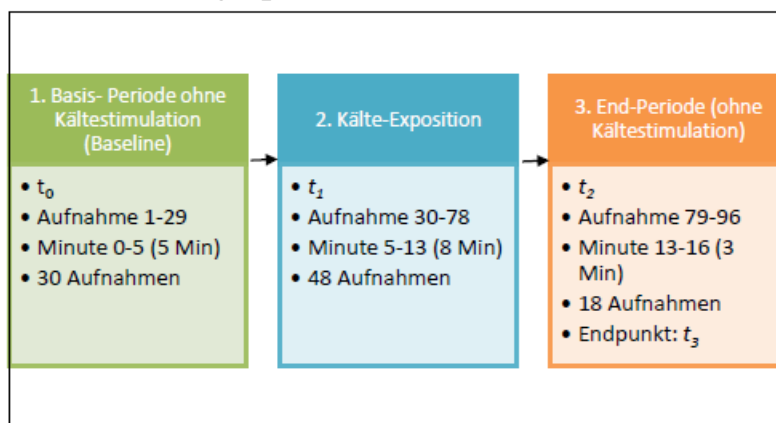 1. Basis- Periode ohne
Kältestimulation
(Baseline)
• t0
• Aufnahme 1-29
• Minute 0-5 (5 Min)
• 30 Aufnahmen
2. Kälte-Exposition
• t1
• Aufnahme 30-78
• Minute 5-13 (8 Min)
• 48 Aufnahmen
3. End-Periode (ohne
Kältestimulation)
• t2
• Aufnahme 79-96
• Minute 13-16 (3
Min)
• 18 Aufnahmen
• Endpunkt: t3